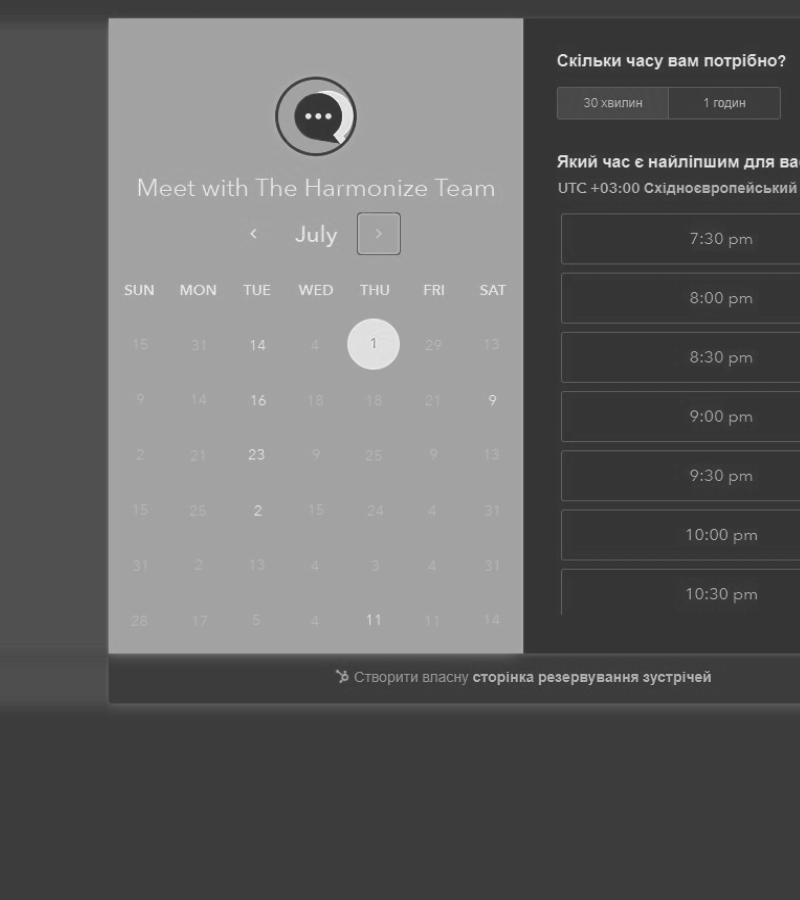 Meet with The Harmonize Team
July
SUN MON TUE WED THU FRI SAT
15 31 14 4 1 29 13
9 14 16 18 18 21 9
2 21 23 9 25 9 13
15 25 2 15 24 4 31
31 2 13 4 3 4 31
28 17 5 4 11 11 14
Скільки часу вам потрібно?
30 хвилин 1 годин
Який час є найліпшим для
UTC +03:00 Східноєвропейський
7:30 pm
8:00 pm
8:30 pm
9:00 pm
9:30 pm
10:00 pm
10:30 pm
Створити власну сторінка резервування зустрічей